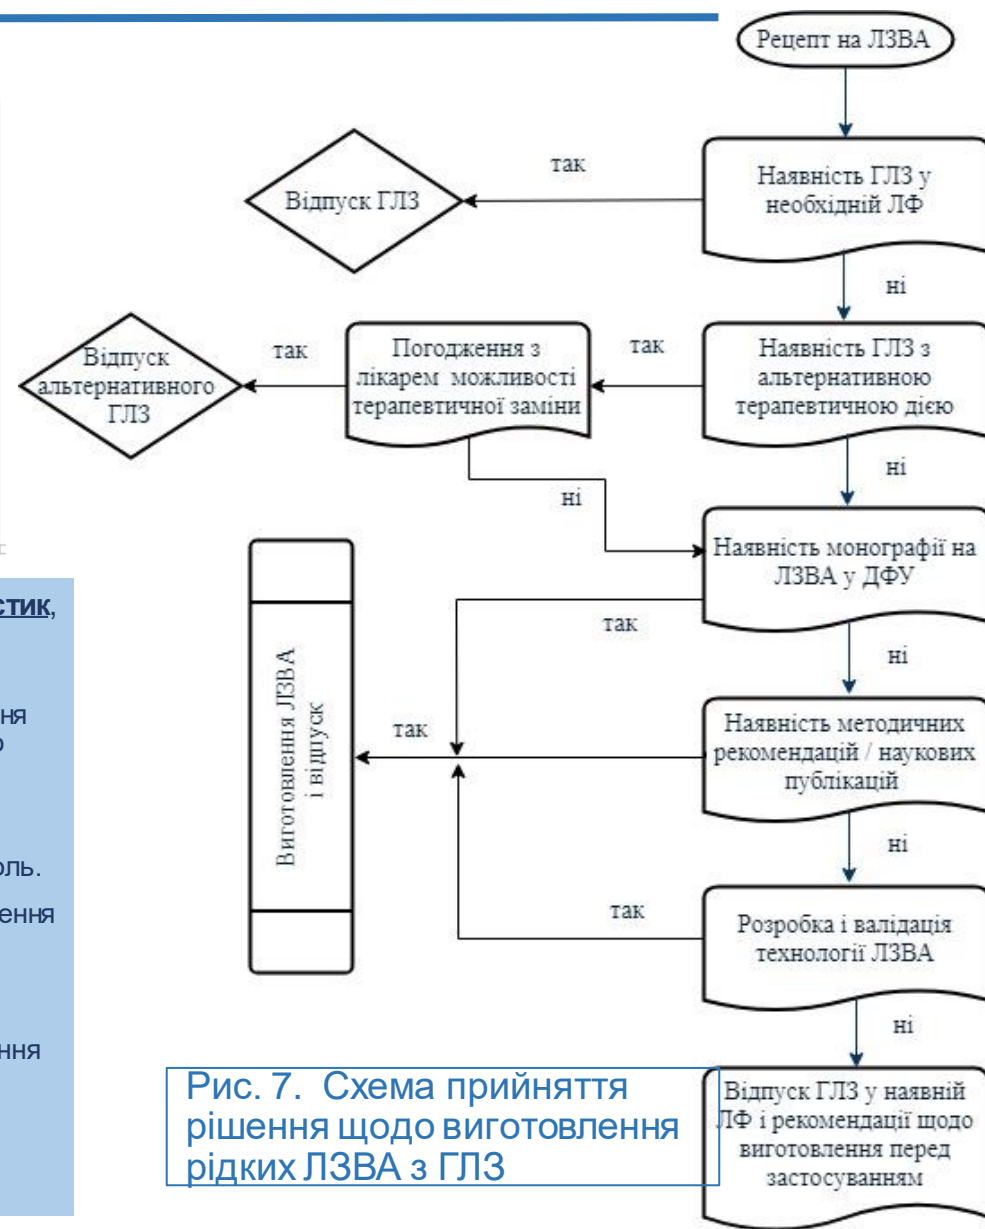 Рецепт на ЛЗВА
так
Відпуск ГЛЗ
Наявність ГЛЗ у
необхідній ЛФ
ні
Відпуск
альтернативного
ГЛЗ
так
Погодження з
лікарем можливості
терапевтичної заміни
так
Наявність ГЛЗ з
альтернативною
терапевтичною дією
ні
ні
Наявність монографії на
ЛЗВА у ДФУ
так
ні
Виготовлення ЛЗВА
і відпуск
так
Наявність методичних
рекомендацій / наукових
публікацій
ні
так
Розробка і валідація
технології ЛЗВА
ні
Відпуск ГЛЗ у наявній
ЛФ і рекомендації щодо
виготовлення перед
застосуванням
Рис. 7. Схема прийняття
рішення щодо виготовлення
рідких ЛЗВА з ГЛЗ